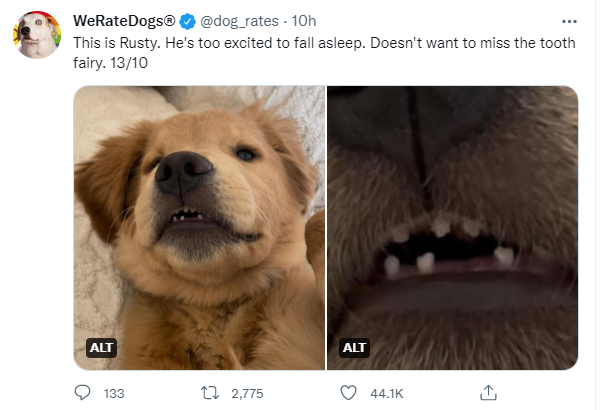 WeRateDogs® @dog_rates · 10h
This is Rusty. He's too excited to fall asleep. Doesn't want to miss the tooth
fairy. 13/10
ALT ALT
133 2,775 44.1K